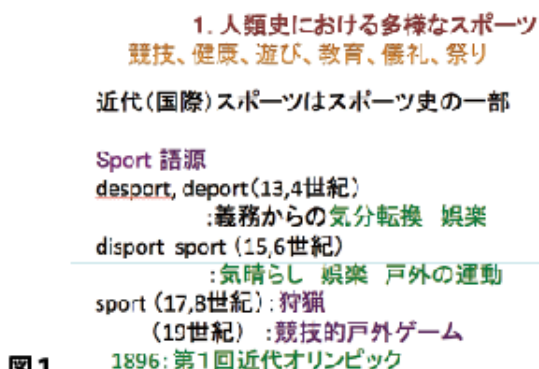 1. 人類史における多様なスポーツ
競技、健康、遊び、教育、儀礼、祭り
近代(国際)スポーツはスポーツ史の一部
Sport 語源
desport, deport(13,4世紀)
:義務からの気分転換 娯楽
disport sport (15,6世紀)
:気晴らし 娯楽 戸外の運動
sport (17,8世紀):狩猟
(19世紀) :競技的戸外ゲーム
1896:第1回近代オリンピック
図1